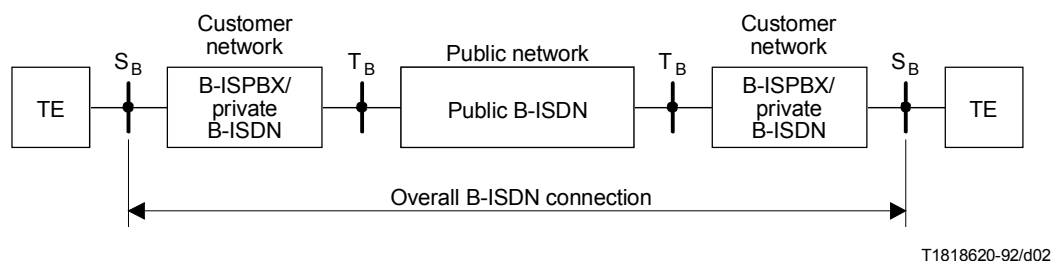 Customer
network
Public network
Customer
network
S_B
T_B
T_B
S_B
TE
B-ISPBX/
private
B-ISDN
Public B-ISDN
B-ISPBX/
private
B-ISDN
TE
Overall B-ISDN connection
T1818620-92/d02